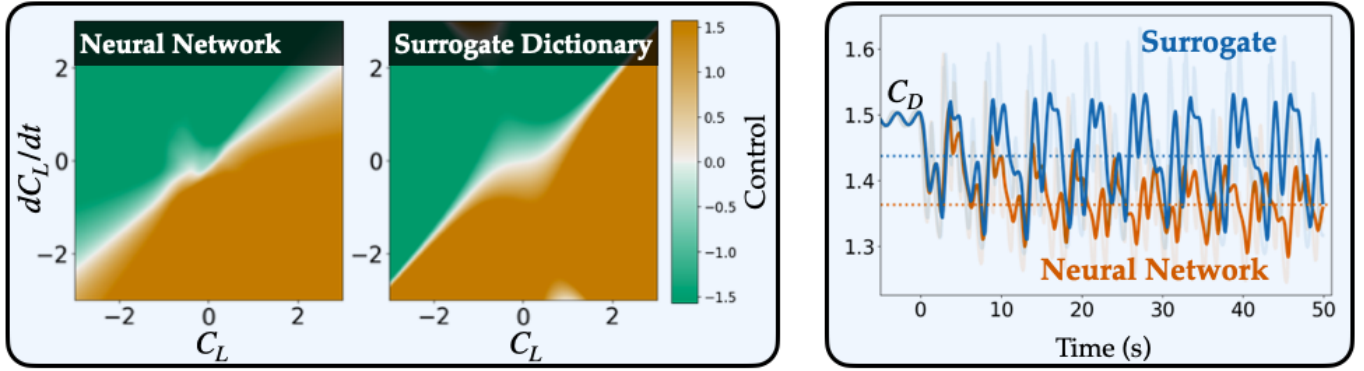 Neural Network
Surrogate Dictionary
2
0
−2
dC_L/dt
−2
0
2
C_L
2
0
−2
−2
0
2
C_L
1.5
1.0
0.5
0.0
−0.5
−1.0
−1.5
Control
Surrogate
C_D
1.6
1.5
1.4
1.3
Neural Network
0
10
20
30
40
50
Time (s)